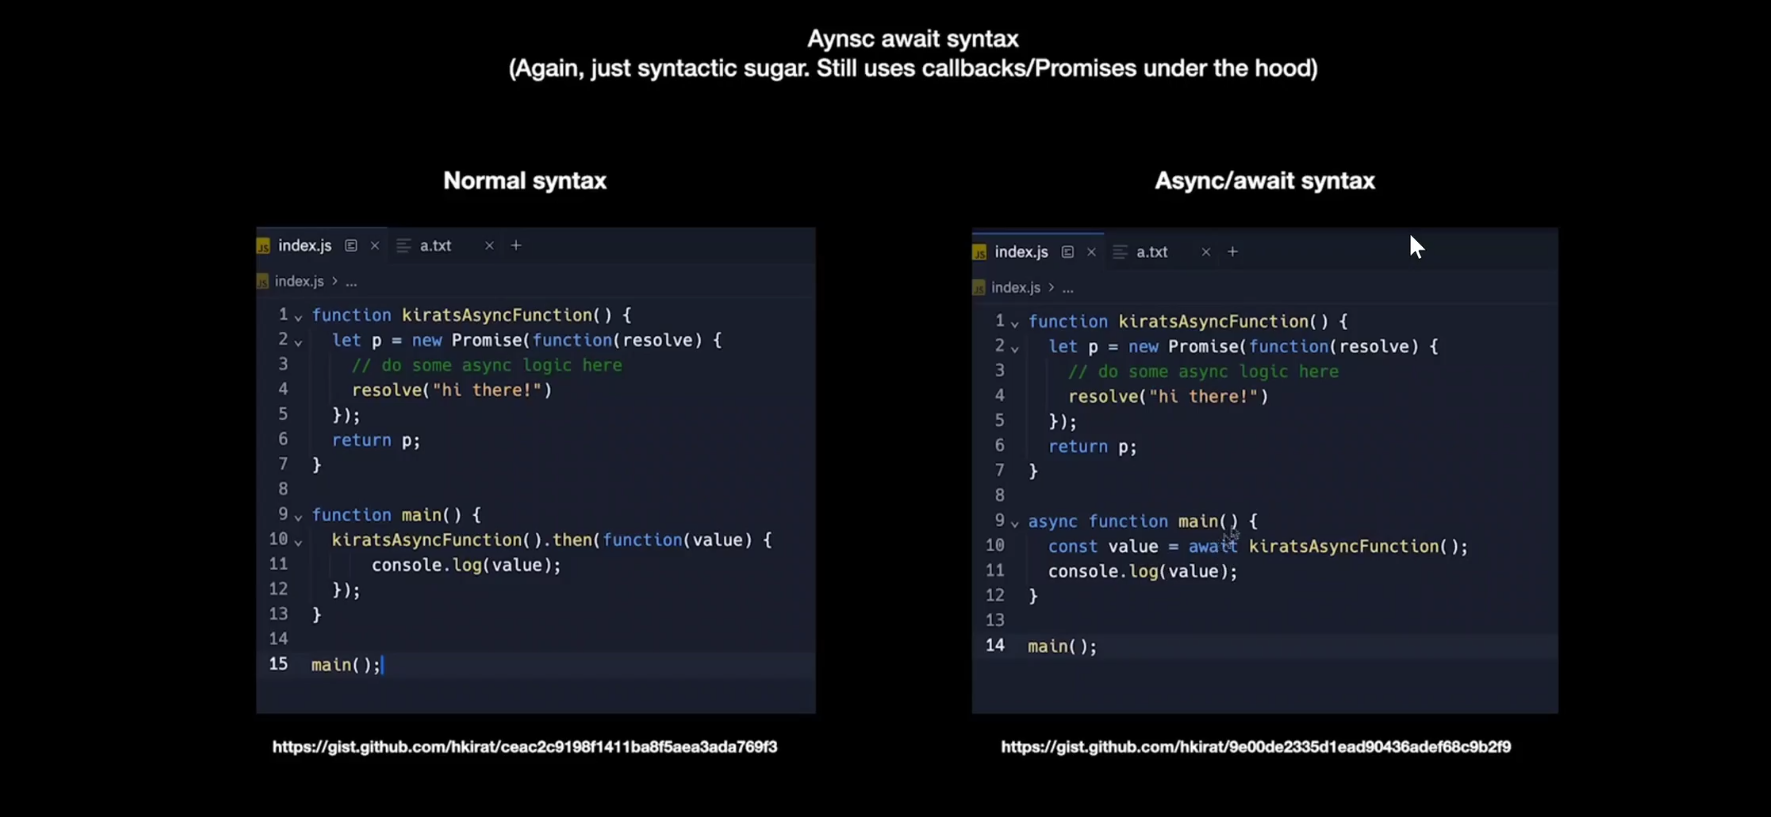 Aynsc await syntax
(Again, just syntactic sugar. Still uses callbacks/Promises under the hood)
Normal syntax
index.js
a.txt
index.js > ...
1 function kiratsAsyncFunction() {
2 let p = new Promise(function(resolve) {
3 // do some async logic here
4 resolve("hi there!")
5 });
6 return p;
7 }
8
9 function main() {
10 kiratsAsyncFunction().then(function(value) {
11 console.log(value);
12 });
13 }
14
15 main();
https://gist.github.com/hkirat/ceac2c9198f1411ba8f5aea3ada769f3
Async/await syntax
index.js
a.txt
index.js > ...
1 function kiratsAsyncFunction() {
2 let p = new Promise(function(resolve) {
3 // do some async logic here
4 resolve("hi there!")
5 });
6 return p;
7 }
8
9 async function main() {
10 const value = await kiratsAsyncFunction();
11 console.log(value);
12 }
13
14 main();
https://gist.github.com/hkirat/9e00de2335d1ead90436adef68c9b2f9